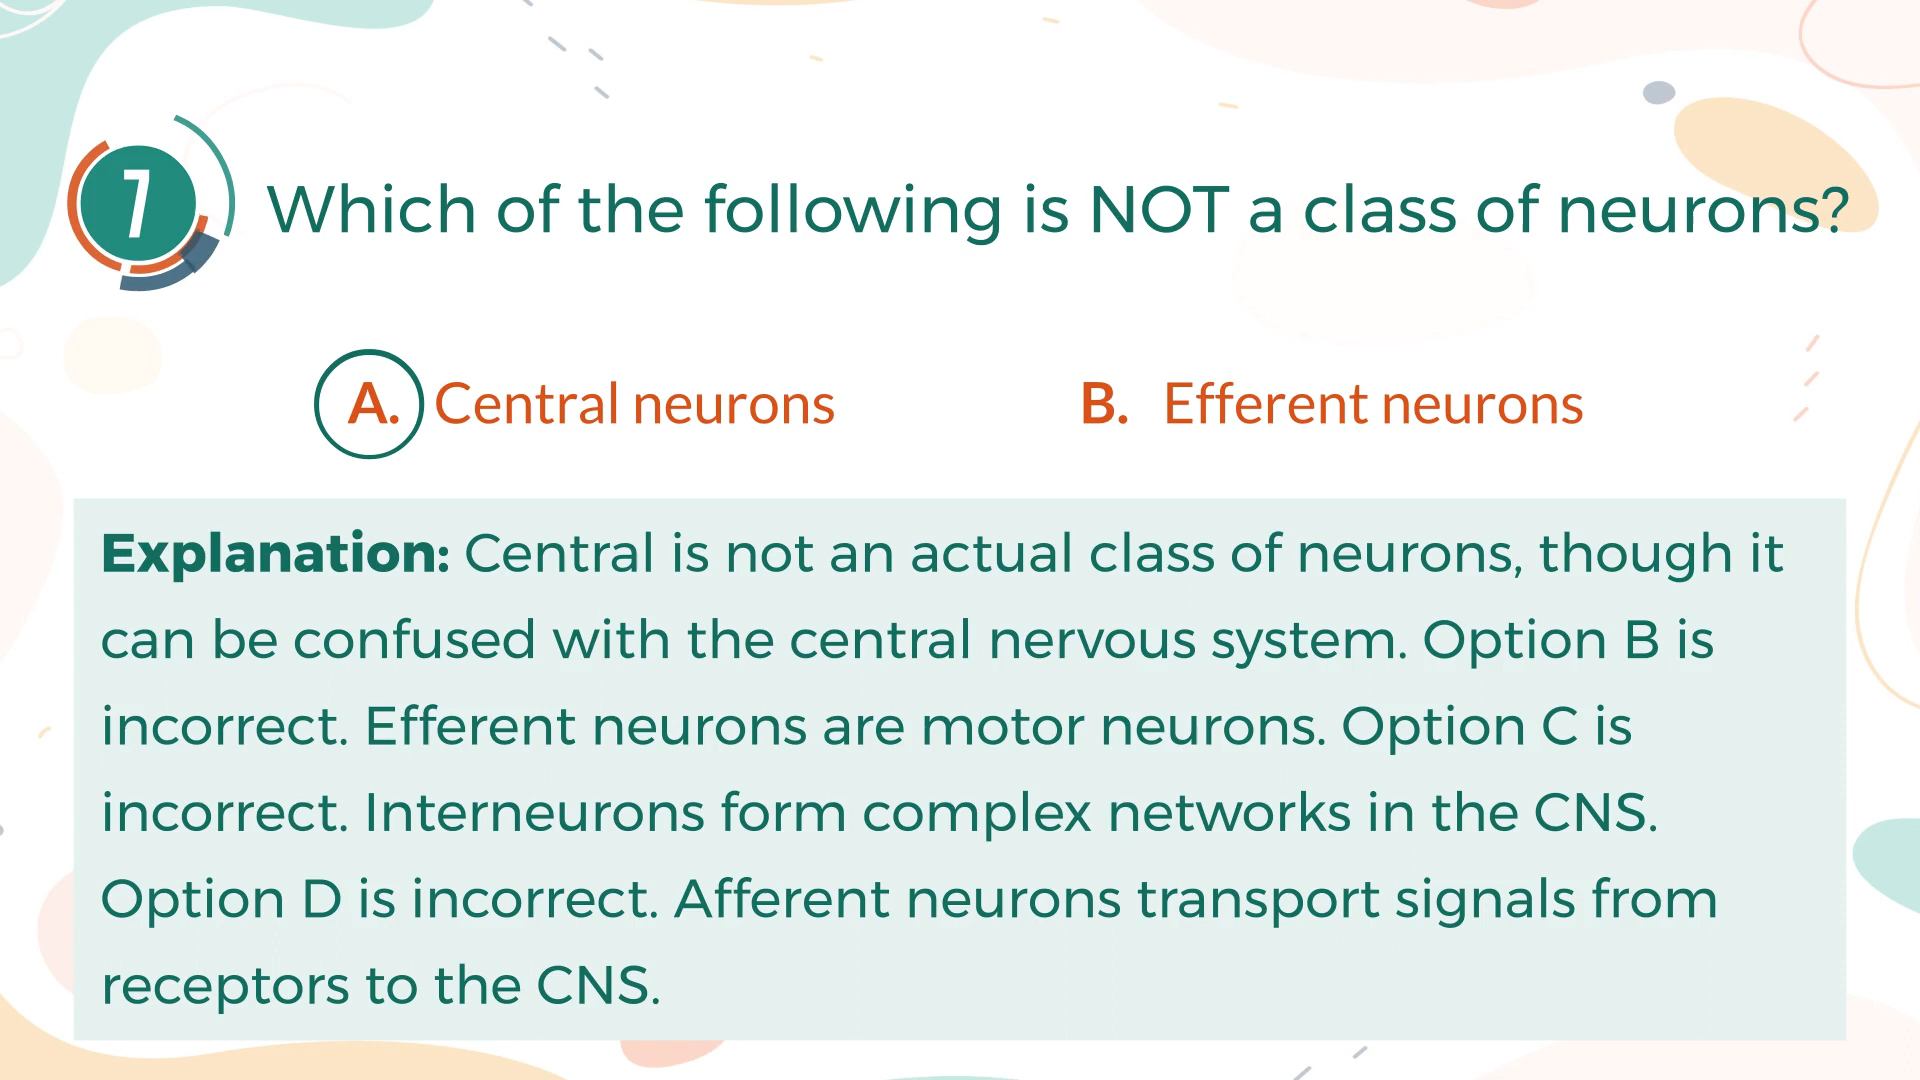 7
Which of the following is NOT a class of neurons?
A. Central neurons
B. Efferent neurons
Explanation: Central is not an actual class of neurons, though it
can be confused with the central nervous system. Option B is
incorrect. Efferent neurons are motor neurons. Option C is
incorrect. Interneurons form complex networks in the CNS.
Option D is incorrect. Afferent neurons transport signals from
receptors to the CNS.